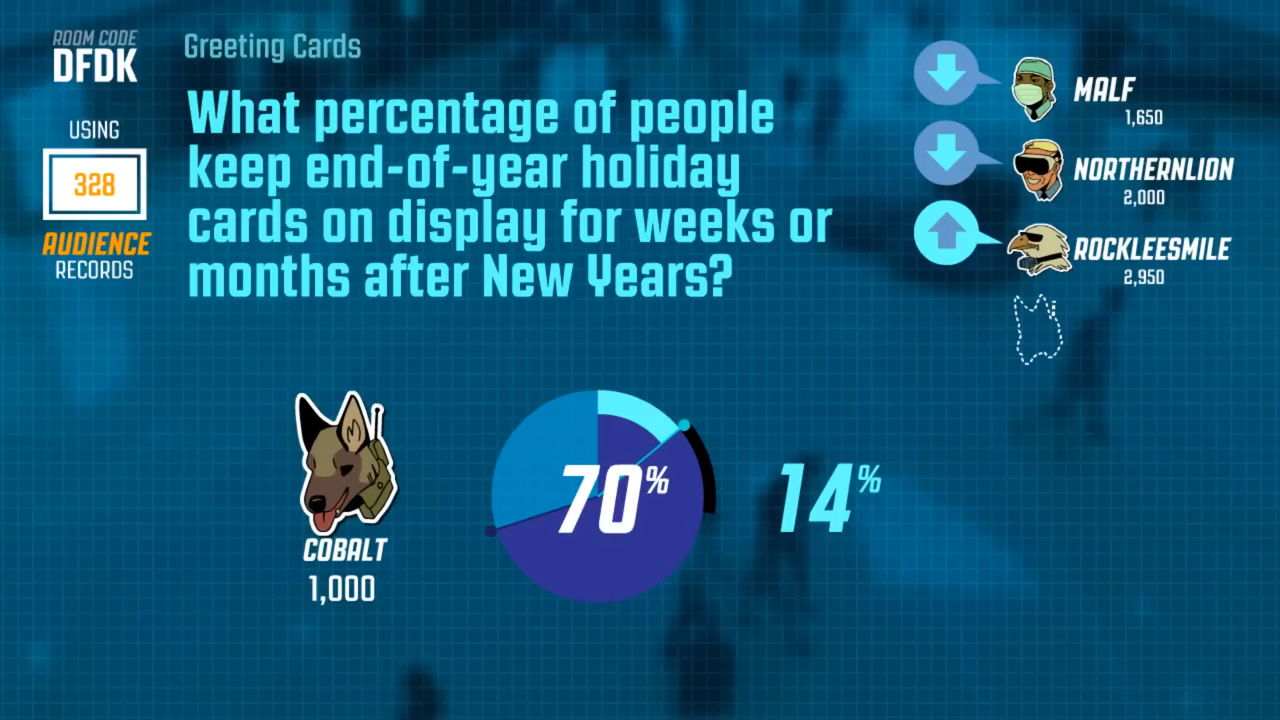 ROOM CODE
DFDK
USING
328
AUDIENCE
RECORDS
Greeting Cards
What percentage of people
keep end-of-year holiday
cards on display for weeks or
months after New Years?
MALF
1,650
NORTHERNLION
2,000
ROCKLEESMILE
2,950
COBALT
1,000
70%
14%